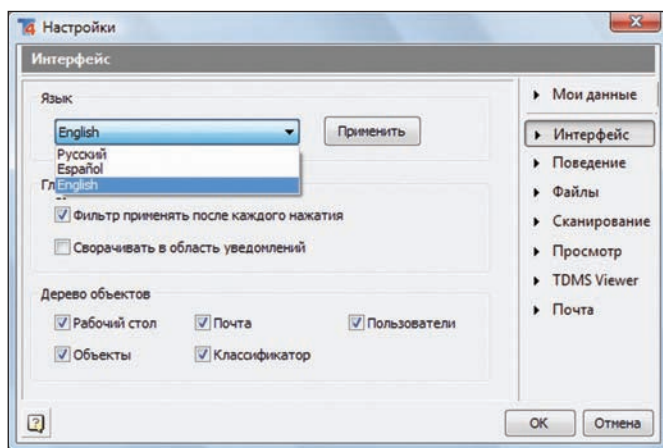 Настройки
Интерфейс
Язык
English
Применить
Русский
Español
English
Фильтр применять после каждого нажатия
Сворачивать в область уведомлений
Дерево объектов
Рабочий стол
Почта
Пользователи
Объекты
Классификатор
Мои данные
Интерфейс
Поведение
Файлы
Сканирование
Просмотр
TDMS Viewer
Почта
OK
Отмена